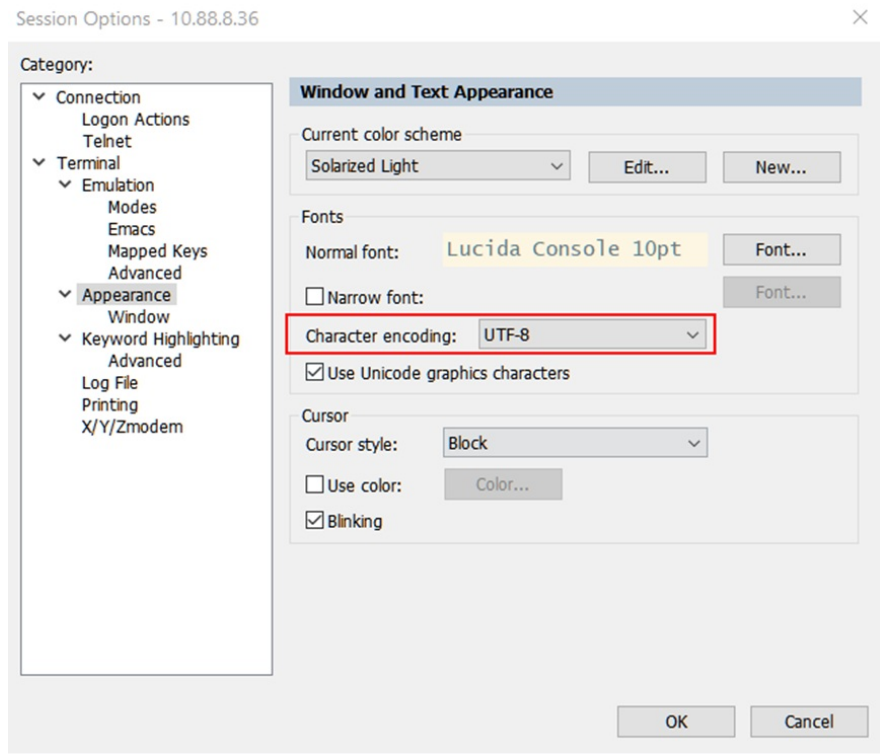 Session Options - 10.88.8.36
Category:
Connection
Logon Actions
Telnet
Terminal
Emulation
Modes
Emacs
Mapped Keys
Advanced
Appearance
Window
Keyword Highlighting
Advanced
Log File
Printing
X/Y/Zmodem
Window and Text Appearance
Current color scheme
Solarized Light Edit... New...
Fonts
Normal font: Lucida Console 10pt Font...
Narrow font: Font...
Character encoding: UTF-8
Use Unicode graphics characters
Cursor
Cursor style: Block
Use color: Color...
Blinking
OK Cancel